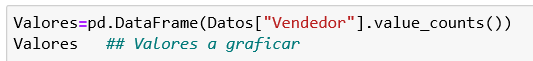 Valores=pd.DataFrame(Datos["Vendedor"].value_counts())
Valores   ## Valores a graficar